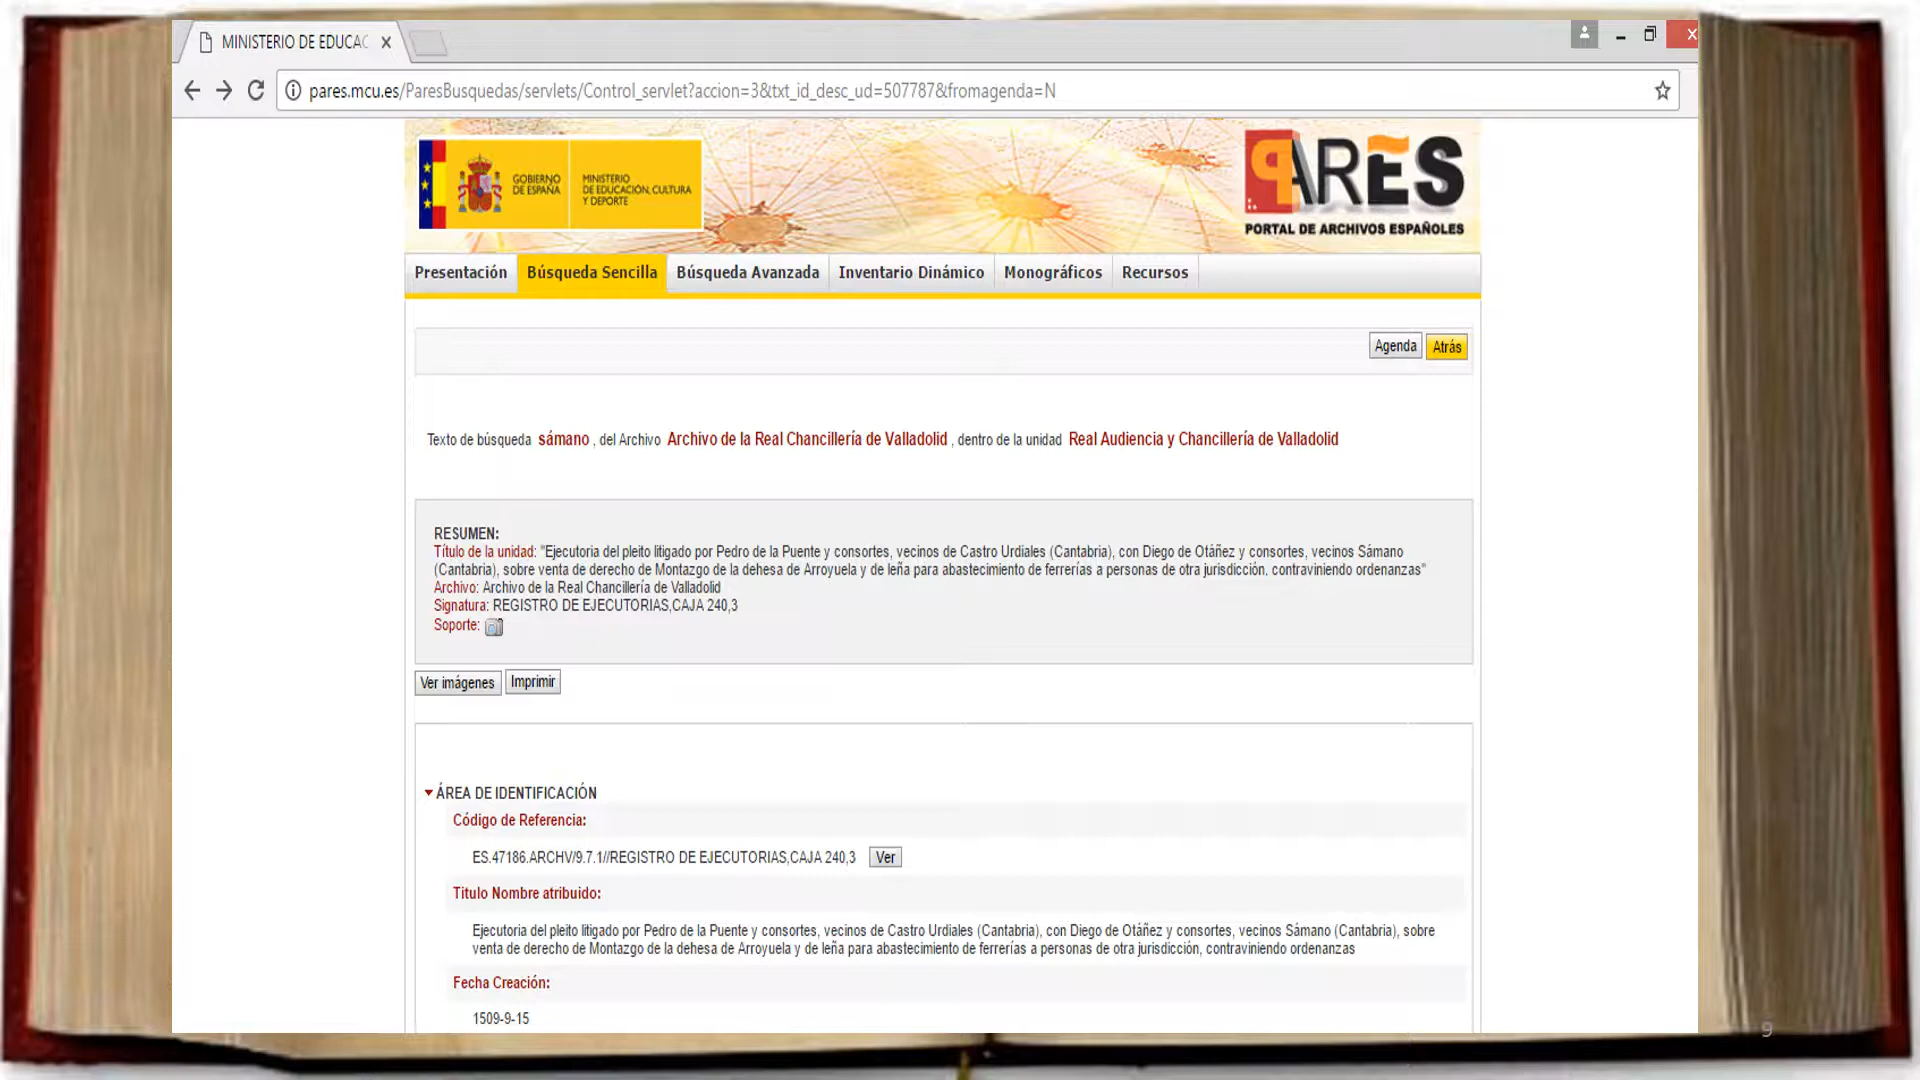 MINISTERIO DE EDUCAC
pares.mcu.es/ParesBusquedas/servlets/Control_servlet?accion=3&txt_id_desc_ud=507787&fromagenda=N
GOBIERNO
DE ESPAÑA
MINISTERIO
DE EDUCACIÓN, CULTURA
Y DEPORTE
PARES
PORTAL DE ARCHIVOS ESPAÑOLES
Presentación Búsqueda Sencilla Búsqueda Avanzada Inventario Dinámico Monográficos Recursos
Agenda Atrás
Texto de búsqueda sámano , del Archivo Archivo de la Real Chancillería de Valladolid , dentro de la unidad Real Audiencia y Chancillería de Valladolid
RESUMEN:
Título de la unidad: "Ejecutoria del pleito litigado por Pedro de la Puente y consortes, vecinos de Castro Urdiales (Cantabria), con Diego de Otáñez y consortes, vecinos Sámano
(Cantabria), sobre venta de derecho de Montazgo de la dehesa de Arroyuela y de leña para abastecimiento de ferrerías a personas de otra jurisdicción, contraviniendo ordenanzas"
Archivo: Archivo de la Real Chancillería de Valladolid
Signatura: REGISTRO DE EJECUTORIAS,CAJA 240,3
Soporte:
Ver imágenes Imprimir
ÁREA DE IDENTIFICACIÓN
Código de Referencia:
ES.47186.ARCHV/9.7.1//REGISTRO DE EJECUTORIAS,CAJA 240,3 Ver
Titulo Nombre atribuido:
Ejecutoria del pleito litigado por Pedro de la Puente y consortes, vecinos de Castro Urdiales (Cantabria), con Diego de Otáñez y consortes, vecinos Sámano (Cantabria), sobre
venta de derecho de Montazgo de la dehesa de Arroyuela y de leña para abastecimiento de ferrerías a personas de otra jurisdicción, contraviniendo ordenanzas
Fecha Creación:
1509-9-15
9